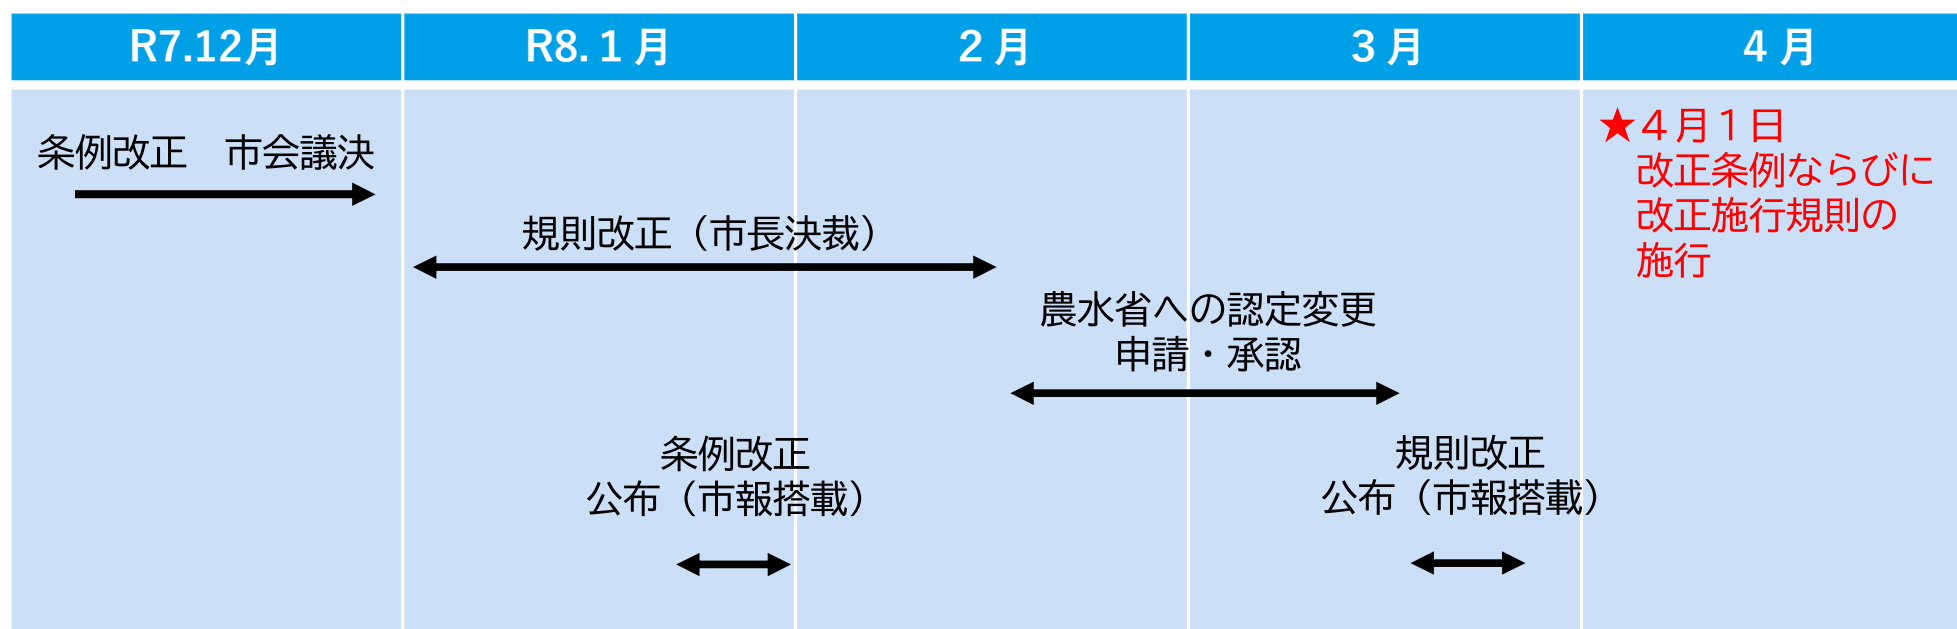 R7.12月
R8.１月
２月
３月
４月
条例改正　市会議決
規則改正（市長決裁）
農水省への認定変更
申請・承認
条例改正
公布（市報搭載）
規則改正
公布（市報搭載）
★４月１日
改正条例ならびに
改正施行規則の
施行